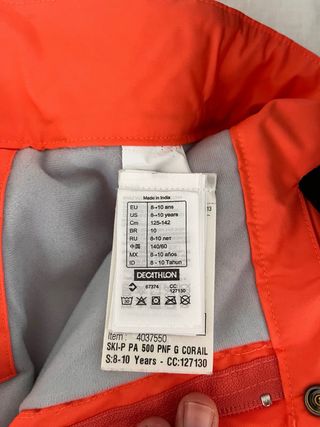 Made in India
EU 8-10 ans
US 8-10 years
Cm 125-142
BR 10
RU 8-10 лет
中国 140/60
MX 8-10 años
ID 8 - 10 Tahun
DECATHLON
67374 CC: 127130
13
Item: 4037550
SKI-P PA 500 PNF G CORAIL
S:8-10 Years - CC:127130